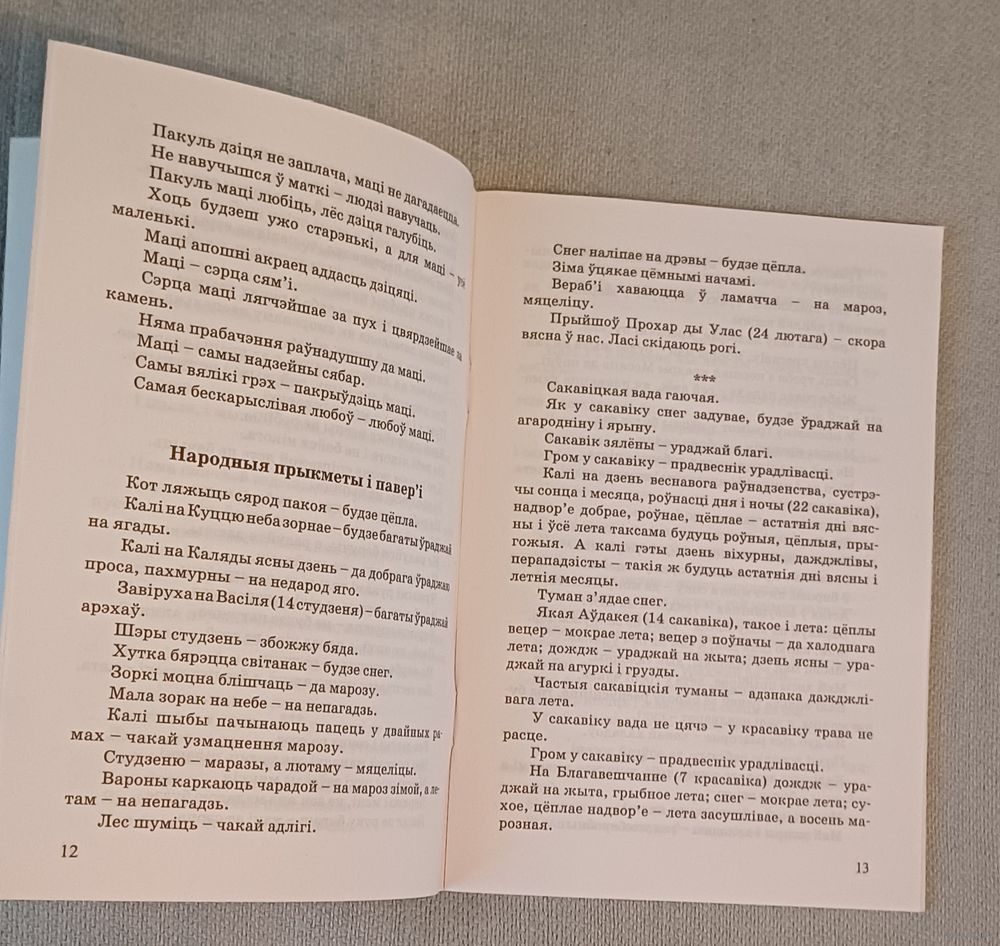 Пакуль дзіця не заплача, маці не дагадаецца.
Не навучышся ў маткі – людзі навучаць.
Пакуль маці любіць, лёс дзіця галубіць.
Хоць будзеш ужо старэнькі, а для маці –
маленькі.
Маці апошні акраец аддасць дзіцяці.
Маці – сэрца сям’і.
Сэрца маці лягчэйшае за пух і цвярдзейшае за
камень.
Няма прабачэння раўнадушшу да маці.
Маці – самы надзейны сябар.
Самы вялікі грэх – пакрыўдзіць маці.
Самая бескарыслівая любоў – любоў маці.
Народныя прыкметы і павер’і
Кот ляжыць сярод пакоя – будзе цёпла.
Калі на Куццю неба зорнае – будзе багаты ўраджай
на ягады.
Калі на Каляды ясны дзень – да добрага ўраджаю
проса, пахмурны – на недарод яго.
Завіруха на Васіля (14 студзеня) – багаты ўраджай
арэхаў.
Шэры студзень – збожжу бяда.
Хутка бярэцца світанак – будзе снег.
Зоркі моцна блішчаць – да марозу.
Мала зорак на небе – на непагадзь.
Калі шыбы пачынаюць пацець у двайных ра-
мах – чакай узмацнення марозу.
Студзеню – маразы, а лютаму – мяцеліцы.
Вароны каркаюць чарадой – на мароз зімой, а ле-
там – на непагадзь.
Лес шуміць – чакай адлігі.
12
Снег наліпае на дрэвы – будзе цёпла.
Зіма ўцякае цёмнымі начамі.
Вераб’і хаваюцца ў ламачча – на мароз,
мяцеліцу.
Прыйшоў Прохар ды Улас (24 лютага) – скора
вясна ў нас. Ласі скідаюць рогі.
***
Сакавіцкая вада гаючая.
Як у сакавіку снег задувае, будзе ўраджай на
агародніну і ярыну.
Сакавік зялёны – ураджай благі.
Гром у сакавіку – прадвеснік урадлівасці.
Калі на дзень веснавога раўнадзенства, сустрэ-
чы сонца і месяца, роўнасці дня і ночы (22 сакавіка),
надвор’е добрае, роўнае, цёплае – астатнія дні вяс-
ны і ўсё лета таксама будуць роўныя, цёплыя, пры-
гожыя. А калі гэты дзень віхурны, дажджлівы,
перападзісты – такія ж будуць астатнія дні вясны і
летнія месяцы.
Туман з’ядае снег.
Якая Аўдакея (14 сакавіка), такое і лета: цёплы
вецер – мокрае лета; вецер з поўначы – да халоднага
лета; дождж – ураджай на жыта; дзень ясны – ура-
джай на агуркі і грузды.
Частыя сакавіцкія туманы – адзнака дажджлі-
вага лета.
У сакавіку вада не цячэ – у красавіку трава не
расце.
Гром у сакавіку – прадвеснік урадлівасці.
На Благавешчанне (7 красавіка) дождж – ура-
джай на жыта, грыбное лета; снег – мокрае лета; су-
хое, цёплае надвор’е – лета засушлівае, а восень ма-
розная.
13